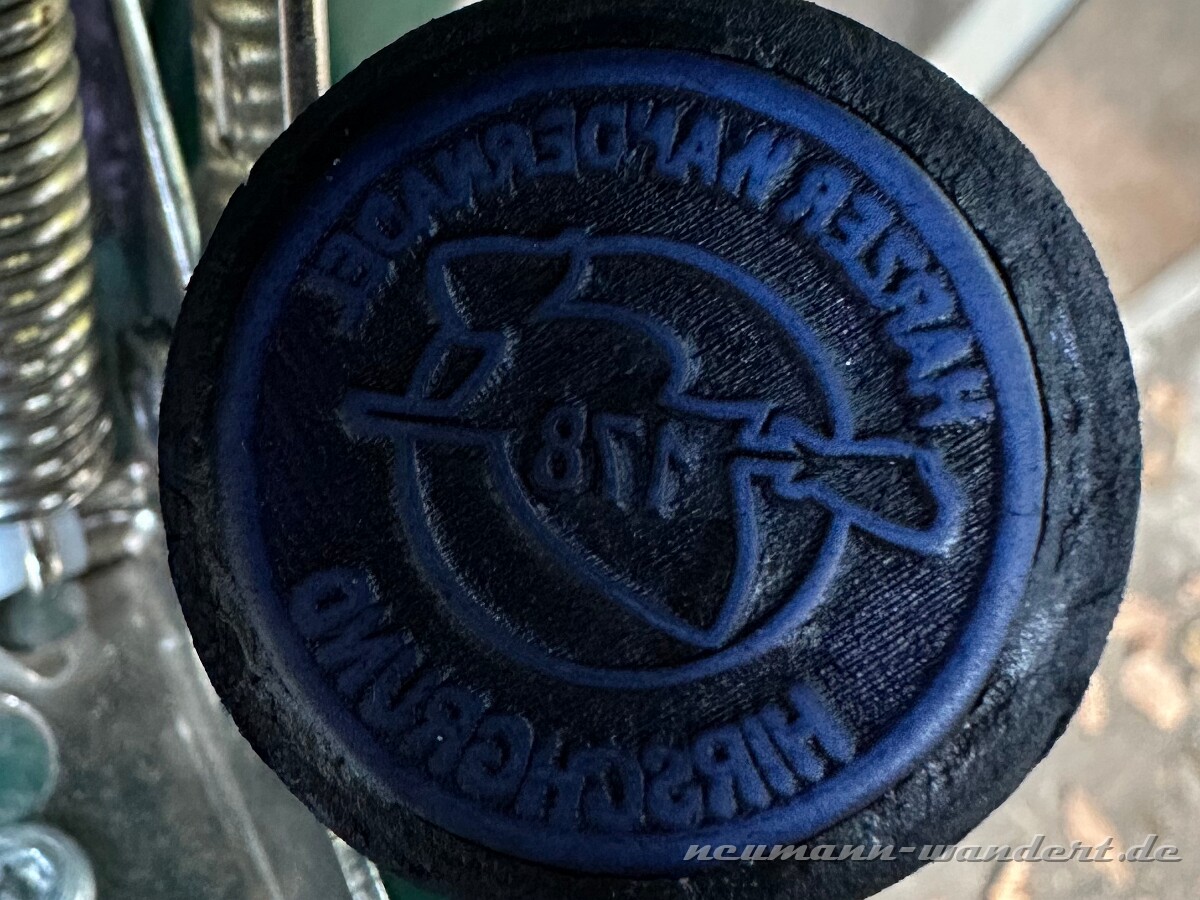 HARZER WANDERNADEL
178
HIRSCHGRUND
neumann-wandert.de